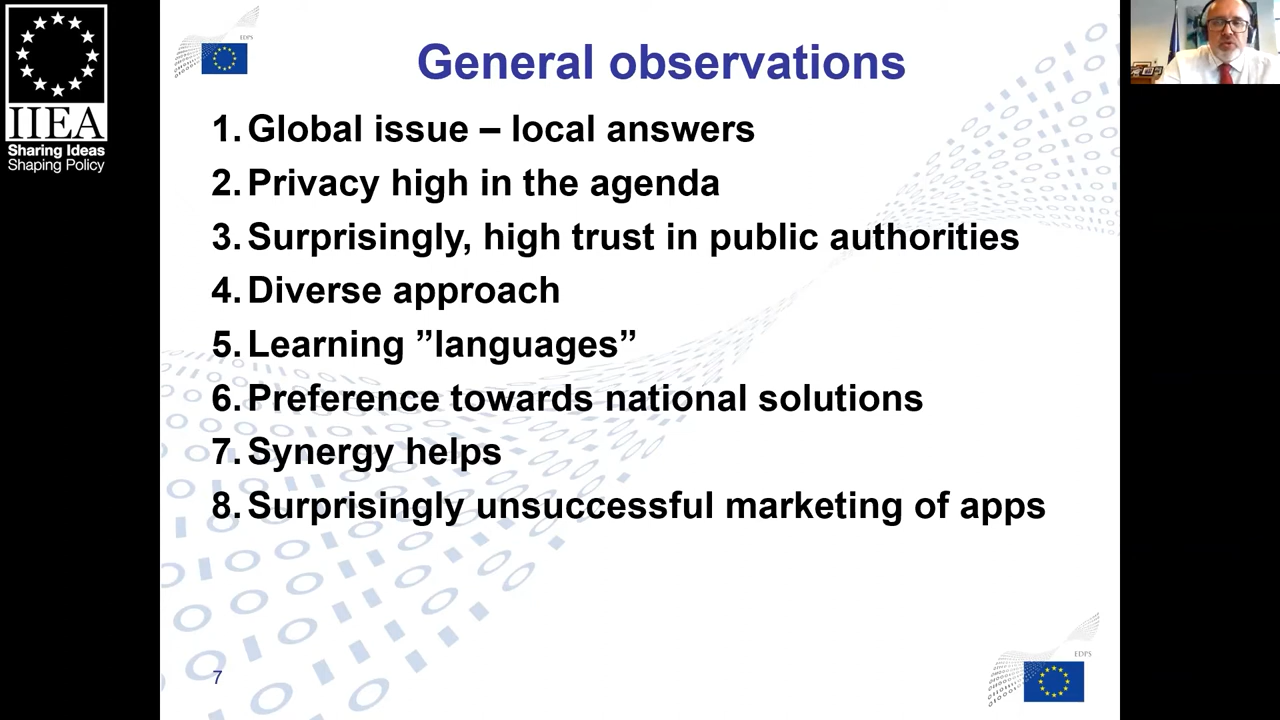 IIEA
Sharing Ideas
Shaping Policy
EDPS
General observations
1. Global issue – local answers
2. Privacy high in the agenda
3. Surprisingly, high trust in public authorities
4. Diverse approach
5. Learning ”languages”
6. Preference towards national solutions
7. Synergy helps
8. Surprisingly unsuccessful marketing of apps
7
EDPS